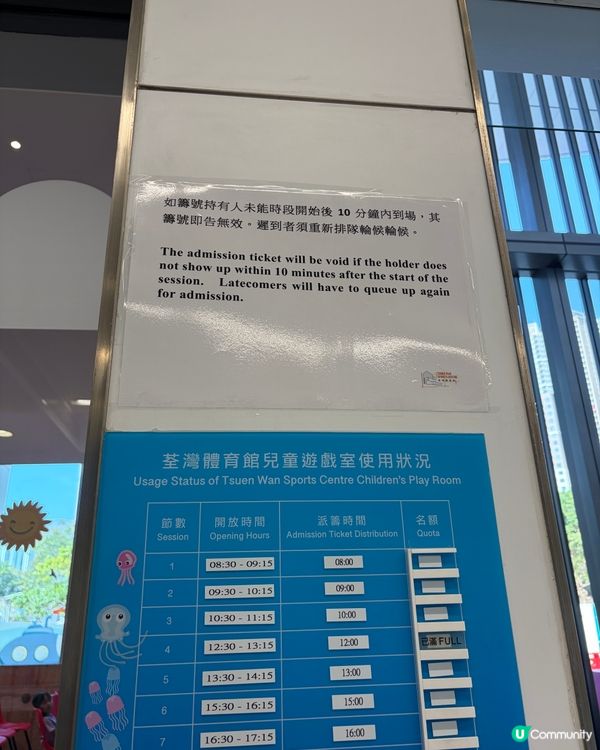 如籌號持有人未能時段開始後 10 分鐘內到場，其
籌號即告無效。遲到者須重新排隊輪候輪候。
The admission ticket will be void if the holder does
not show up within 10 minutes after the start of the
session. Latecomers will have to queue up again
for admission.
荃灣體育館兒童遊戲室使用狀況
Usage Status of Tsuen Wan Sports Centre Children's Play Room
節數 開放時間 派籌時間 名額
Session Opening Hours Admission Ticket Distribution Quota
1 08:30 - 09:15 08:00
2 09:30 - 10:15 09:00
3 10:30 - 11:15 10:00
4 12:30 - 13:15 12:00 已滿 FULL
5 13:30 - 14:15 13:00
6 15:30 - 16:15 15:00
7 16:30 - 17:15 16:00
U Community